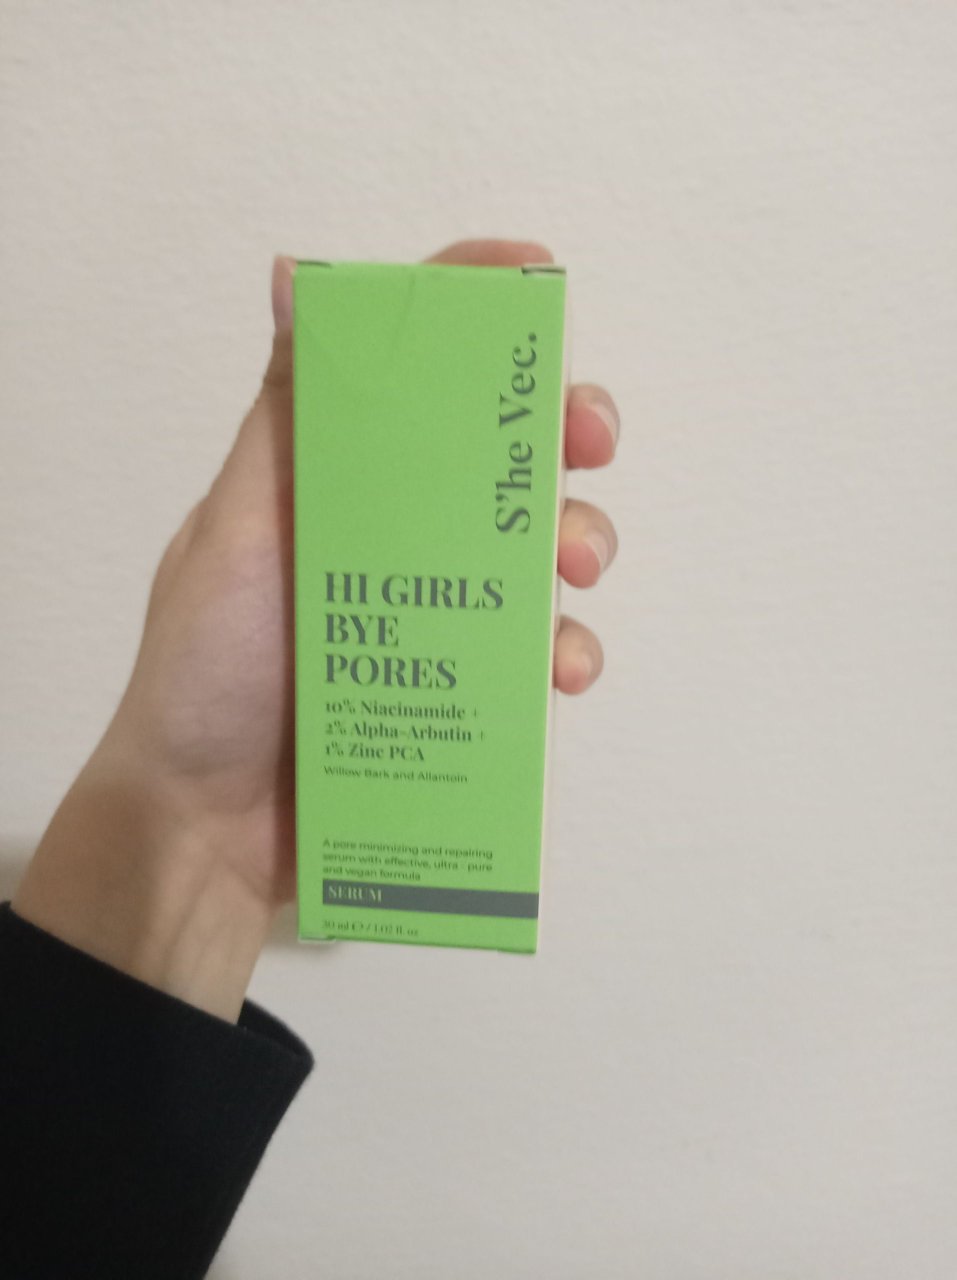 S'he Vec.
HI GIRLS
BYE
PORES
10% Niacinamide +
2% Alpha-Arbutin +
1% Zinc PCA
Willow Bark and Allantoin
A pore minimizing and repairing
serum with effective, ultra - pure
and vegan formula
SERUM
30 ml ℮ / 1.02 fl. oz